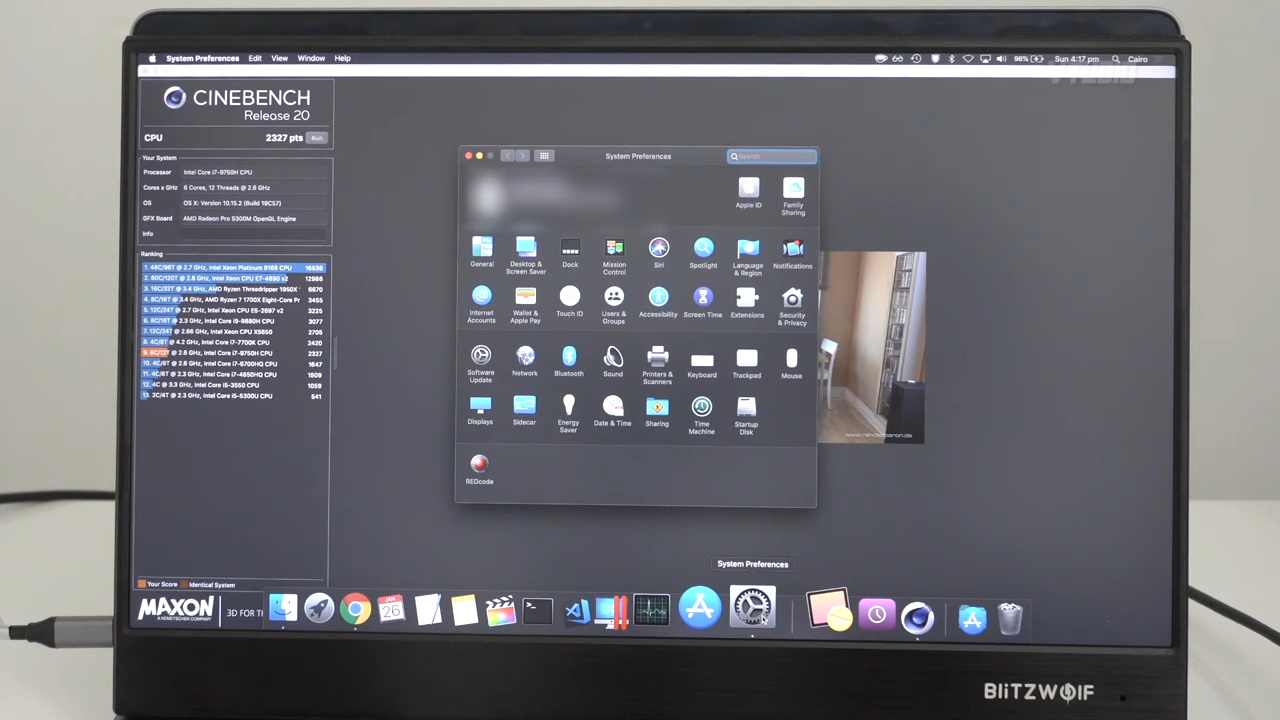 System Preferences Edit View Window Help
98% Sun 4:17 pm Cairo
CINEBENCH
Release 20
CPU 2327 pts Run
Your System
Processor Intel Core i7-9750H CPU
Cores x GHz 6 Cores, 12 Threads @ 2.6 GHz
OS OS X: Version 10.15.2 (Build 19C57)
GFX Board AMD Radeon Pro 5300M OpenGL Engine
Info
Ranking
1. 48C/96T @ 2.7 GHz, Intel Xeon Platinum 8168 CPU 16536
2. 60C/120T @ 2.8 GHz, Intel Xeon CPU E7-4890 v2 12986
3. 16C/32T @ 3.4 GHz, AMD Ryzen Threadripper 1950X 6670
4. 8C/16T @ 3.4 GHz, AMD Ryzen 7 1700X Eight-Core Pr 3455
5. 12C/24T @ 2.7 GHz, Intel Xeon CPU E5-2697 v2 3225
6. 8C/16T @ 2.3 GHz, Intel Core i9-9880H CPU 3077
7. 12C/24T @ 2.66 GHz, Intel Xeon CPU X5650 2705
8. 4C/8T @ 4.2 GHz, Intel Core i7-7700K CPU 2420
9. 6C/12T @ 2.6 GHz, Intel Core i7-9750H CPU 2327
10. 4C/8T @ 2.6 GHz, Intel Core i7-6700HQ CPU 1647
11. 4C/8T @ 2.3 GHz, Intel Core i7-4850HQ CPU 1509
12. 4C @ 3.3 GHz, Intel Core i5-3550 CPU 1059
13. 2C/4T @ 2.3 GHz, Intel Core i5-5300U CPU 541
Your Score Identical System
MAXON 3D FOR TH
A NEMETSCHEK COMPANY
System Preferences Search
Apple ID Family Sharing
General Desktop & Screen Saver Dock Mission Control Siri Spotlight Language & Region Notifications
Internet Accounts Wallet & Apple Pay Touch ID Users & Groups Accessibility Screen Time Extensions Security & Privacy
Software Update Network Bluetooth Sound Printers & Scanners Keyboard Trackpad Mouse
Displays Sidecar Energy Saver Date & Time Sharing Time Machine Startup Disk
REDcode
www.renderbaron.de
System Preferences
JAN
26
BLITZWOLF